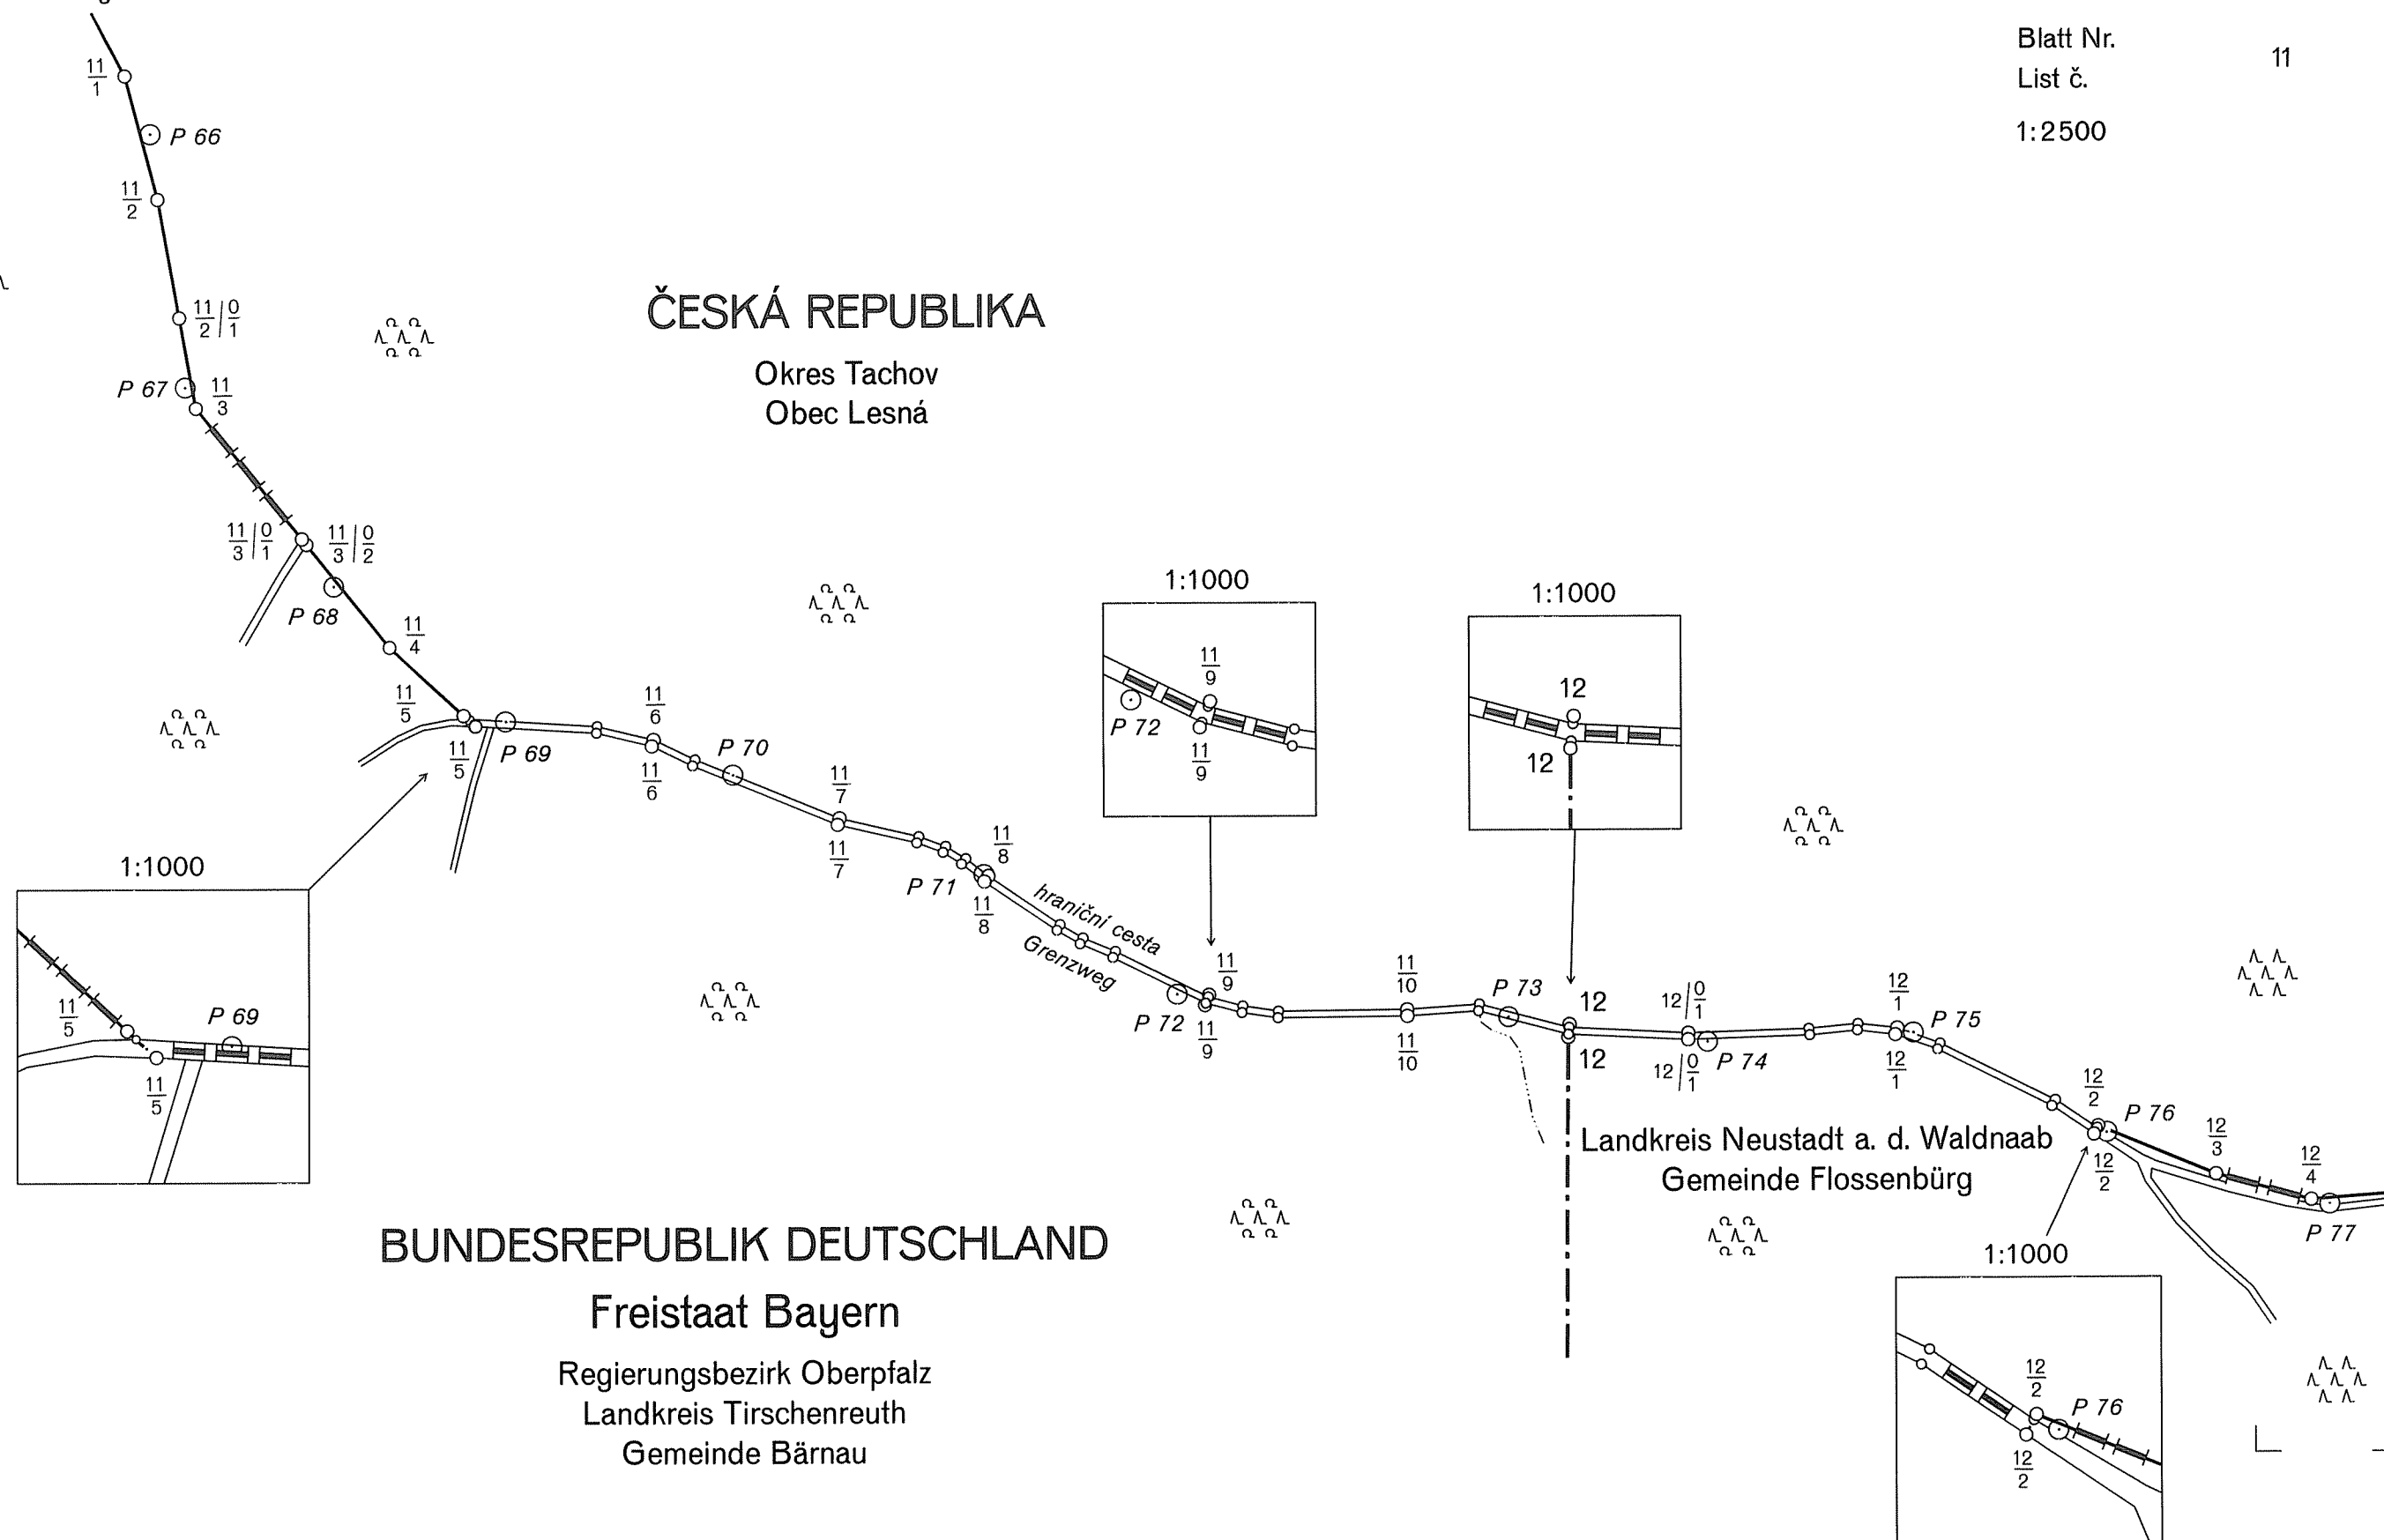 Blatt Nr.
List č.
11
1:2500
11/1
P 66
11/2
11/2|0/1
ČESKÁ REPUBLIKA
Okres Tachov
Obec Lesná
P 67
11/3
11/3|0/1
11/3|0/2
P 68
11/4
11/5
11/5
P 69
11/6
11/6
P 70
11/7
11/7
1:1000
11/5
P 69
11/5
11/8
P 71
11/8
hraniční cesta
Grenzweg
1:1000
11/9
P 72
11/9
1:1000
12
12
11/9
P 72
11/9
11/10
11/10
P 73
12
12
12|0/1
12|0/1
P 74
12/1
12/1
P 75
12/2
P 76
12/2
12/3
12/4
P 77
Landkreis Neustadt a. d. Waldnaab
Gemeinde Flossenbürg
1:1000
12/2
P 76
12/2
BUNDESREPUBLIK DEUTSCHLAND
Freistaat Bayern
Regierungsbezirk Oberpfalz
Landkreis Tirschenreuth
Gemeinde Bärnau